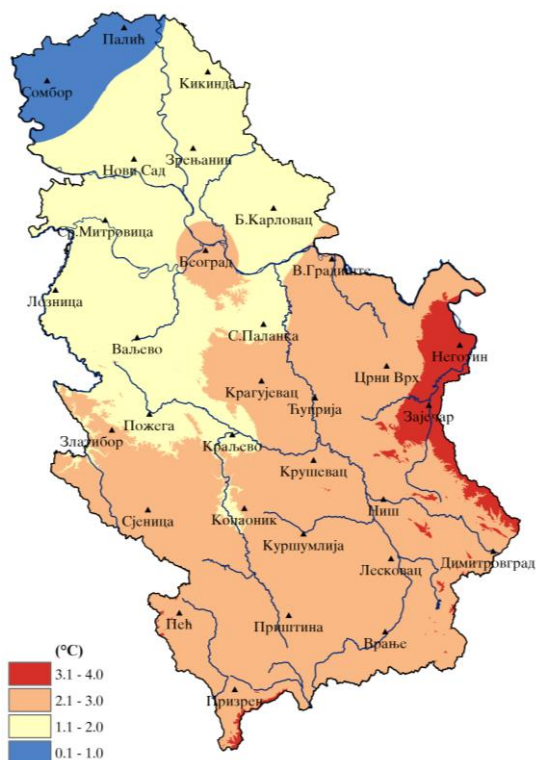 Палић
Сомбор
Кикинда
Зрењанин
Нови Сад
Б.Карловац
Ср.Митровица
Београд
В.Градиште
Лозница
Неготин
С.Паланка
Ваљево
Црни Врх
Крагујевац
Ћуприја
Зајечар
Пожега
Златибор
Краљево
Крушевац
Ниш
Сјеница
Копаоник
Куршумлија
Димитровград
Лесковац
Пећ
Приштина
Врање
Призрен
(°C)
3.1 - 4.0
2.1 - 3.0
1.1 - 2.0
0.1 - 1.0